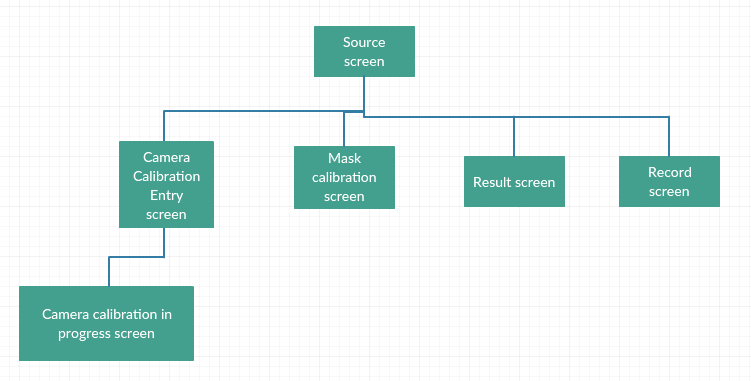 Source
screen
Camera
Calibration
Entry
screen
Mask
calibration
screen
Result screen
Record
screen
Camera calibration in
progress screen